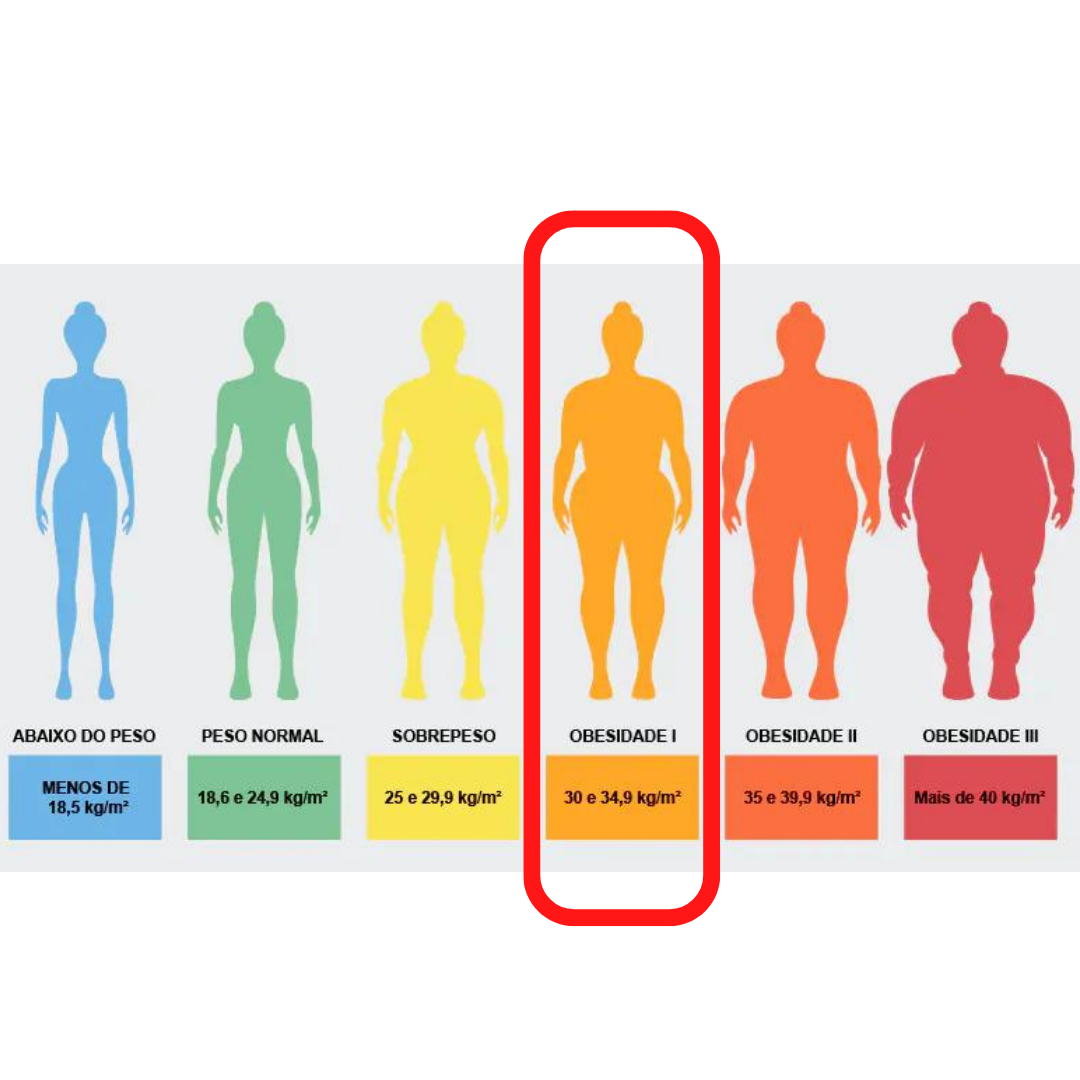 ABAIXO DO PESO
MENOS DE
18,5 kg/m²
PESO NORMAL
18,6 e 24,9 kg/m²
SOBREPESO
25 e 29,9 kg/m²
OBESIDADE I
30 e 34,9 kg/m²
OBESIDADE II
35 e 39,9 kg/m²
OBESIDADE III
Mais de 40 kg/m²